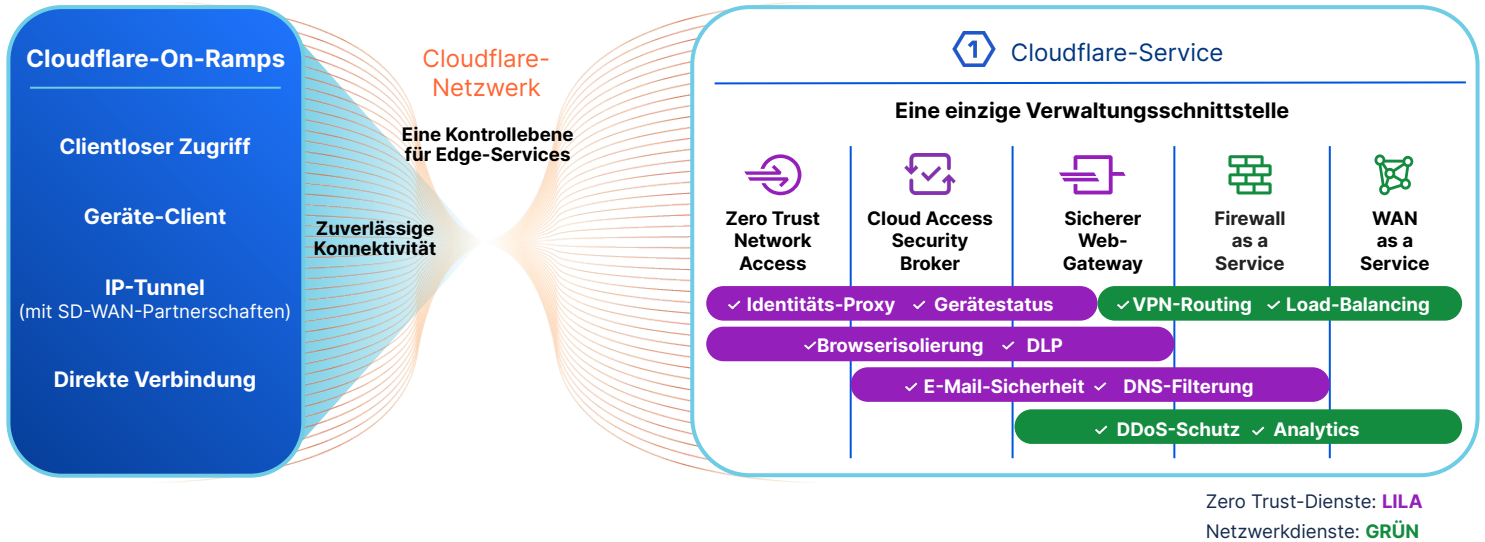 Cloudflare-On-Ramps
Clientloser Zugriff
Geräte-Client
IP-Tunnel
(mit SD-WAN-Partnerschaften)
Direkte Verbindung
Cloudflare-
Netzwerk
Eine Kontrollebene
für Edge-Services
Zuverlässige
Konnektivität
1 Cloudflare-Service
Eine einzige Verwaltungsschnittstelle
Zero Trust
Network
Access
Cloud Access
Security
Broker
Sicherer
Web-
Gateway
Firewall
as a
Service
WAN
as a
Service
✓ Identitäts-Proxy ✓ Gerätestatus
✓ VPN-Routing ✓ Load-Balancing
✓ Browserisolierung ✓ DLP
✓ E-Mail-Sicherheit ✓ DNS-Filterung
✓ DDoS-Schutz ✓ Analytics
Zero Trust-Dienste: LILA
Netzwerkdienste: GRÜN